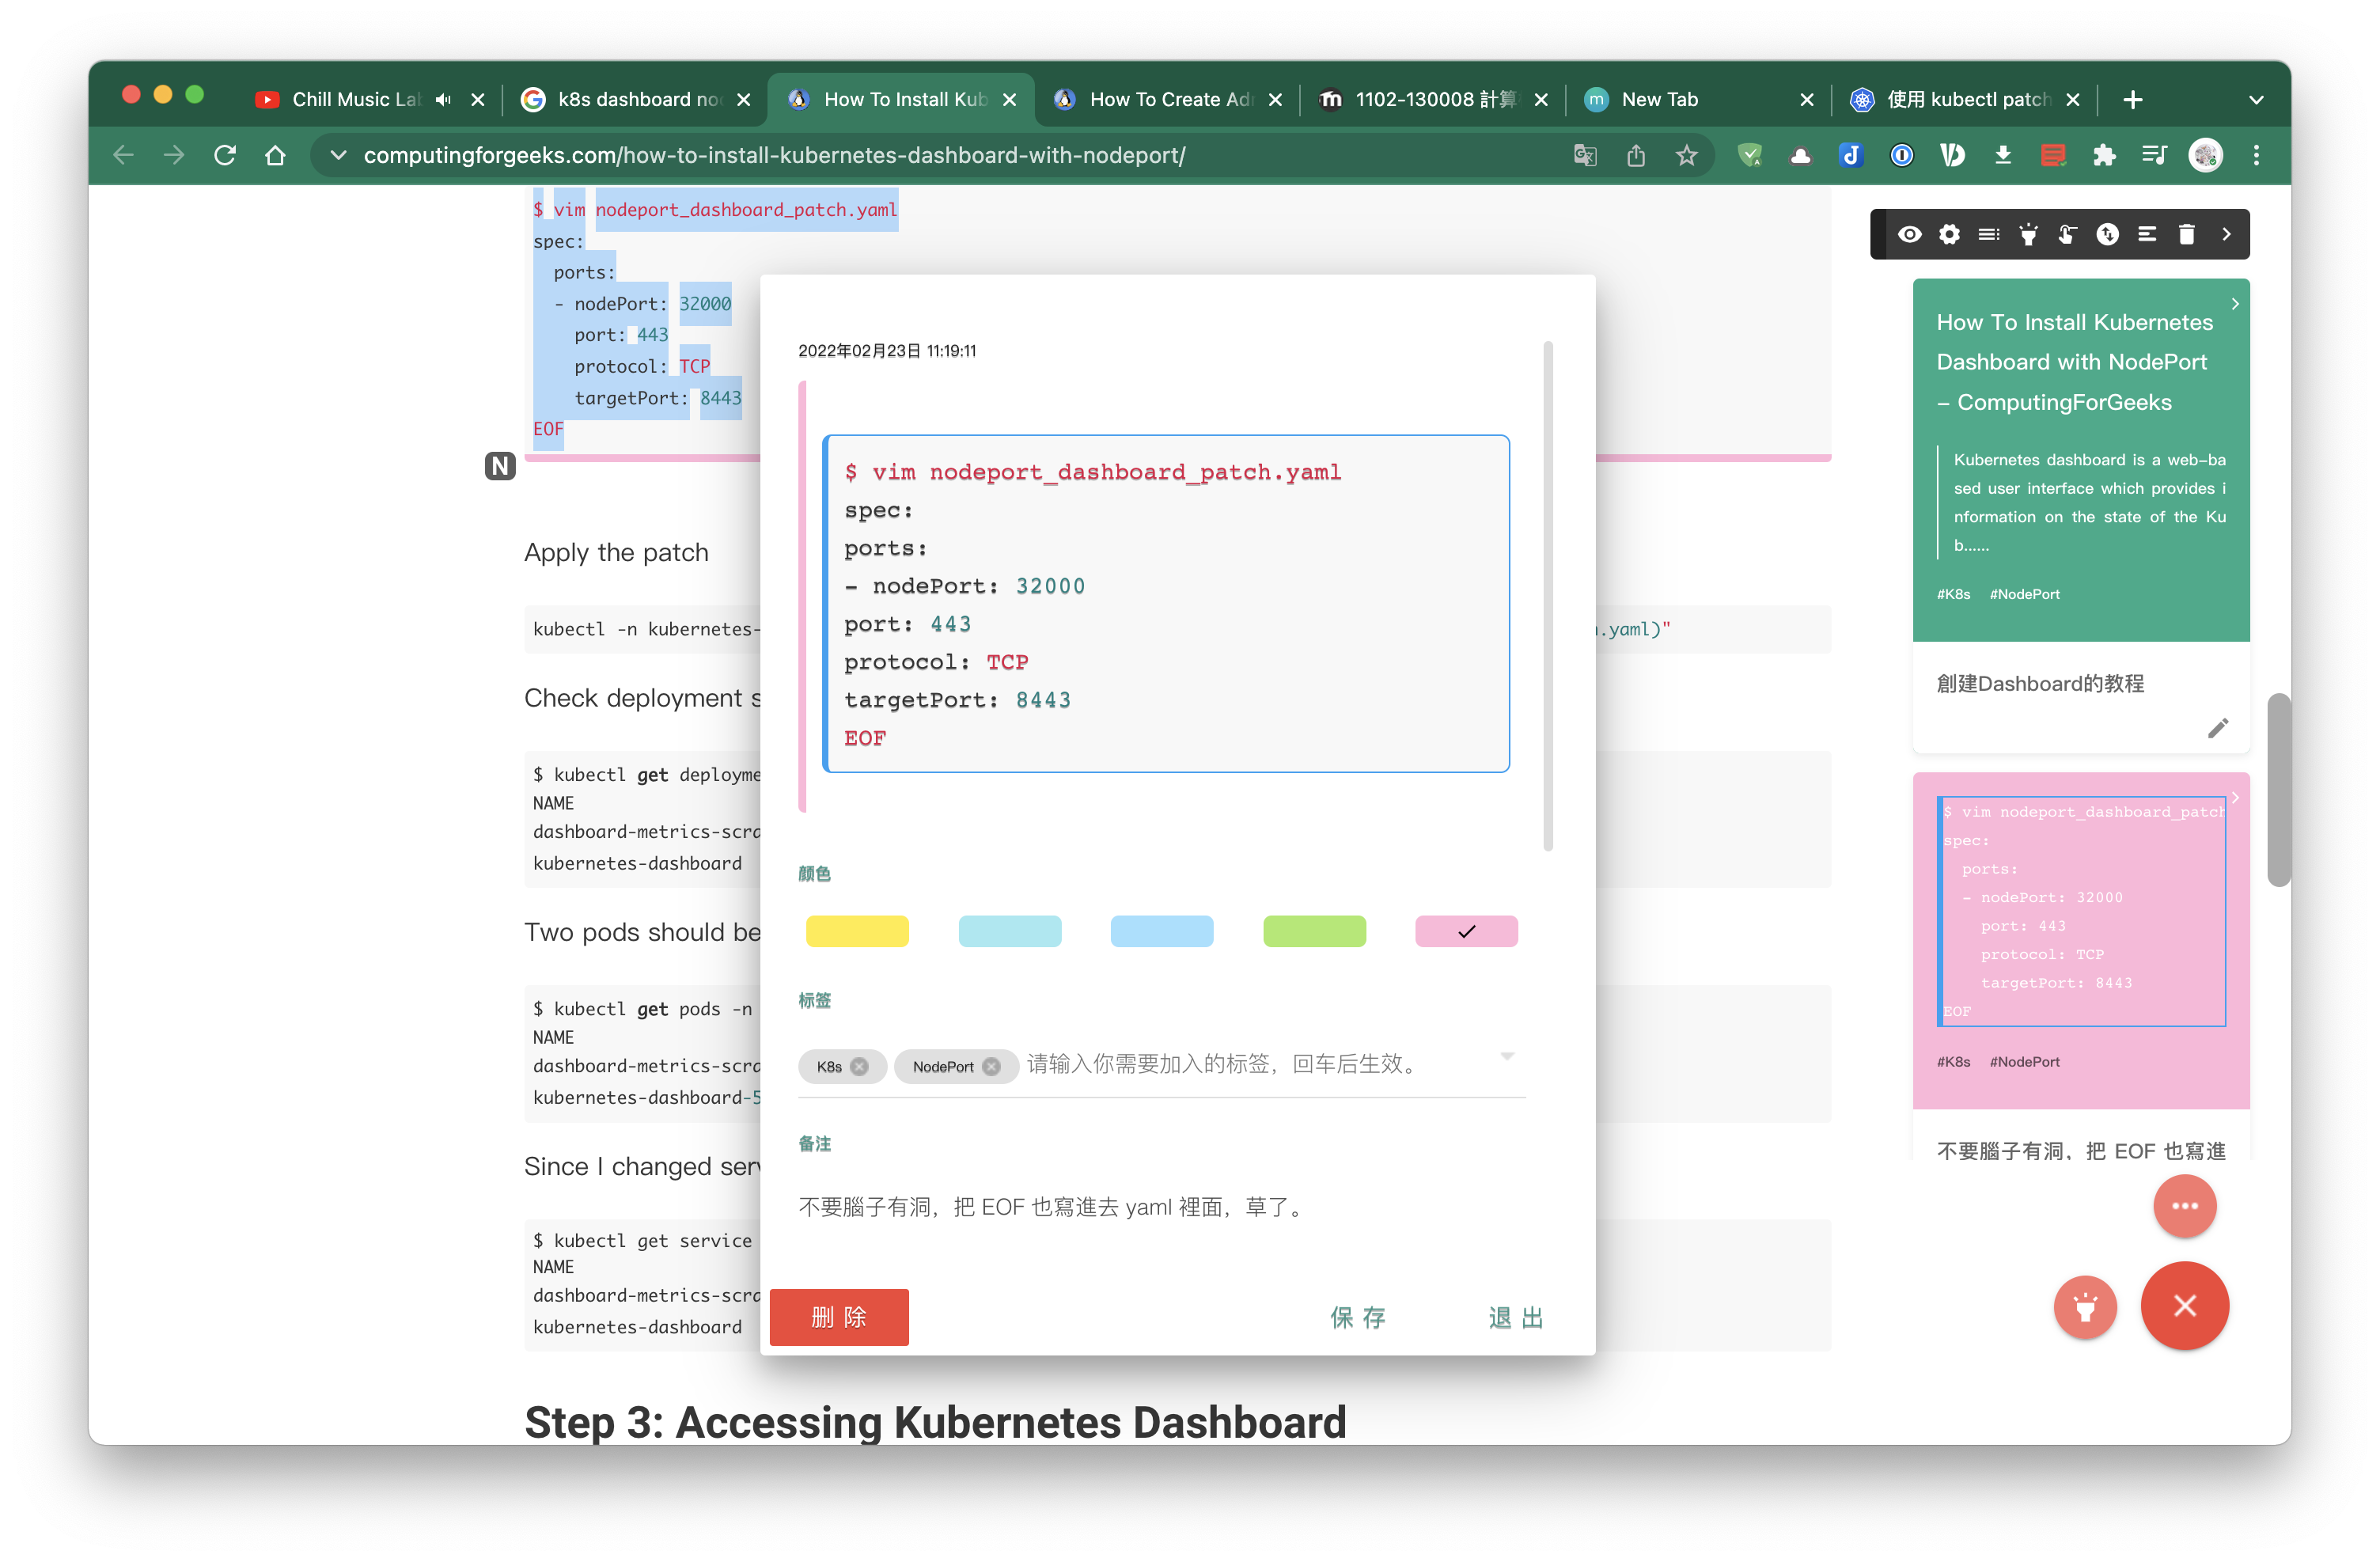 Chill Music La
k8s dashboard no
How To Install Kub
How To Create Ad
1102-130008 計算
New Tab
使用 kubectl patch
computingforgeeks.com/how-to-install-kubernetes-dashboard-with-nodeport/
$ vim nodeport_dashboard_patch.yaml
spec:
ports:
- nodePort: 32000
port: 443
protocol: TCP
targetPort: 8443
EOF
N
Apply the patch
kubectl -n kubernetes-
.yaml)"
Check deployment s
$ kubectl get deployme
NAME
dashboard-metrics-scra
kubernetes-dashboard
Two pods should be
$ kubectl get pods -n
NAME
dashboard-metrics-scra
kubernetes-dashboard-5
Since I changed serv
$ kubectl get service
NAME
dashboard-metrics-scra
kubernetes-dashboard
Step 3: Accessing Kubernetes Dashboard
2022年02月23日 11:19:11
$ vim nodeport_dashboard_patch.yaml
spec:
ports:
- nodePort: 32000
port: 443
protocol: TCP
targetPort: 8443
EOF
颜色
标签
K8s NodePort 请输入你需要加入的标签，回车后生效。
备注
不要腦子有洞，把 EOF 也寫進去 yaml 裡面，草了。
删除 保存 退出
How To Install Kubernetes
Dashboard with NodePort
– ComputingForGeeks
Kubernetes dashboard is a web-ba
sed user interface which provides i
nformation on the state of the Ku
b......
#K8s #NodePort
創建Dashboard的教程
$ vim nodeport_dashboard_patch
spec:
ports:
- nodePort: 32000
port: 443
protocol: TCP
targetPort: 8443
EOF
#K8s #NodePort
不要腦子有洞，把 EOF 也寫進